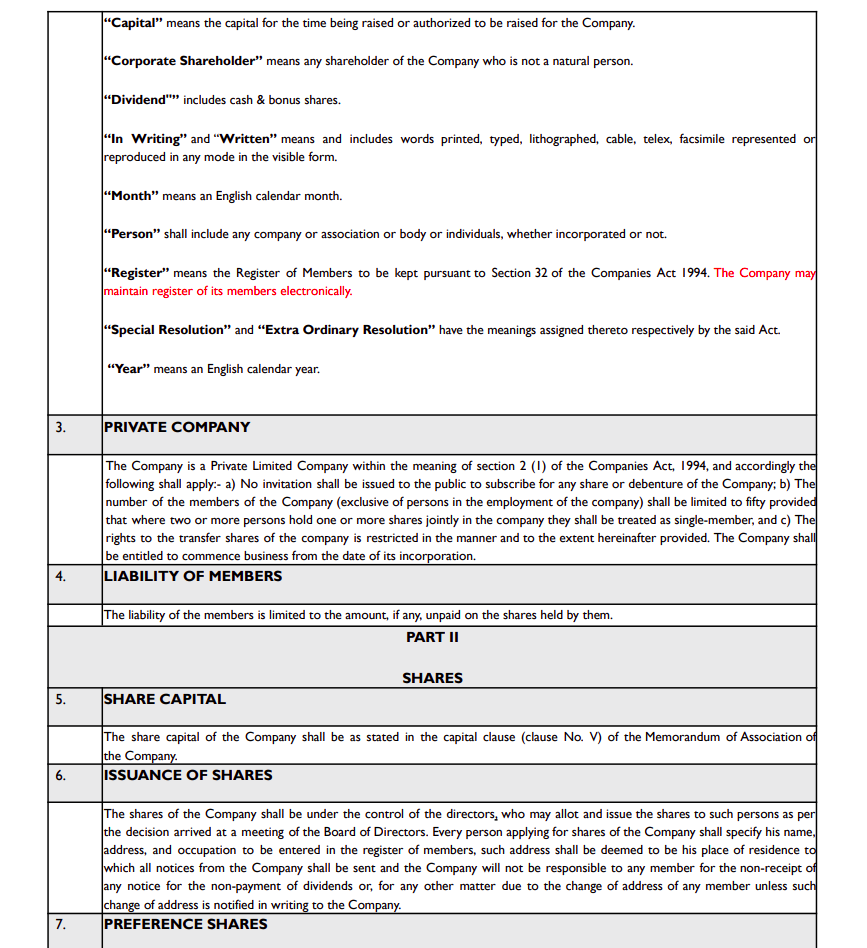 “Capital” means the capital for the time being raised or authorized to be raised for the Company.
“Corporate Shareholder” means any shareholder of the Company who is not a natural person.
“Dividend"” includes cash & bonus shares.
“In Writing” and “Written” means and includes words printed, typed, lithographed, cable, telex, facsimile represented or
reproduced in any mode in the visible form.
“Month” means an English calendar month.
“Person” shall include any company or association or body or individuals, whether incorporated or not.
“Register” means the Register of Members to be kept pursuant to Section 32 of the Companies Act 1994. The Company may
maintain register of its members electronically.
“Special Resolution” and “Extra Ordinary Resolution” have the meanings assigned thereto respectively by the said Act.
“Year” means an English calendar year.
3. PRIVATE COMPANY
The Company is a Private Limited Company within the meaning of section 2 (1) of the Companies Act, 1994, and accordingly the
following shall apply:- a) No invitation shall be issued to the public to subscribe for any share or debenture of the Company; b) The
number of the members of the Company (exclusive of persons in the employment of the company) shall be limited to fifty provided
that where two or more persons hold one or more shares jointly in the company they shall be treated as single-member, and c) The
rights to the transfer shares of the company is restricted in the manner and to the extent hereinafter provided. The Company shall
be entitled to commence business from the date of its incorporation.
4. LIABILITY OF MEMBERS
The liability of the members is limited to the amount, if any, unpaid on the shares held by them.
PART II
SHARES
5. SHARE CAPITAL
The share capital of the Company shall be as stated in the capital clause (clause No. V) of the Memorandum of Association of
the Company.
6. ISSUANCE OF SHARES
The shares of the Company shall be under the control of the directors, who may allot and issue the shares to such persons as per
the decision arrived at a meeting of the Board of Directors. Every person applying for shares of the Company shall specify his name,
address, and occupation to be entered in the register of members, such address shall be deemed to be his place of residence to
which all notices from the Company shall be sent and the Company will not be responsible to any member for the non-receipt of
any notice for the non-payment of dividends or, for any other matter due to the change of address of any member unless such
change of address is notified in writing to the Company.
7. PREFERENCE SHARES